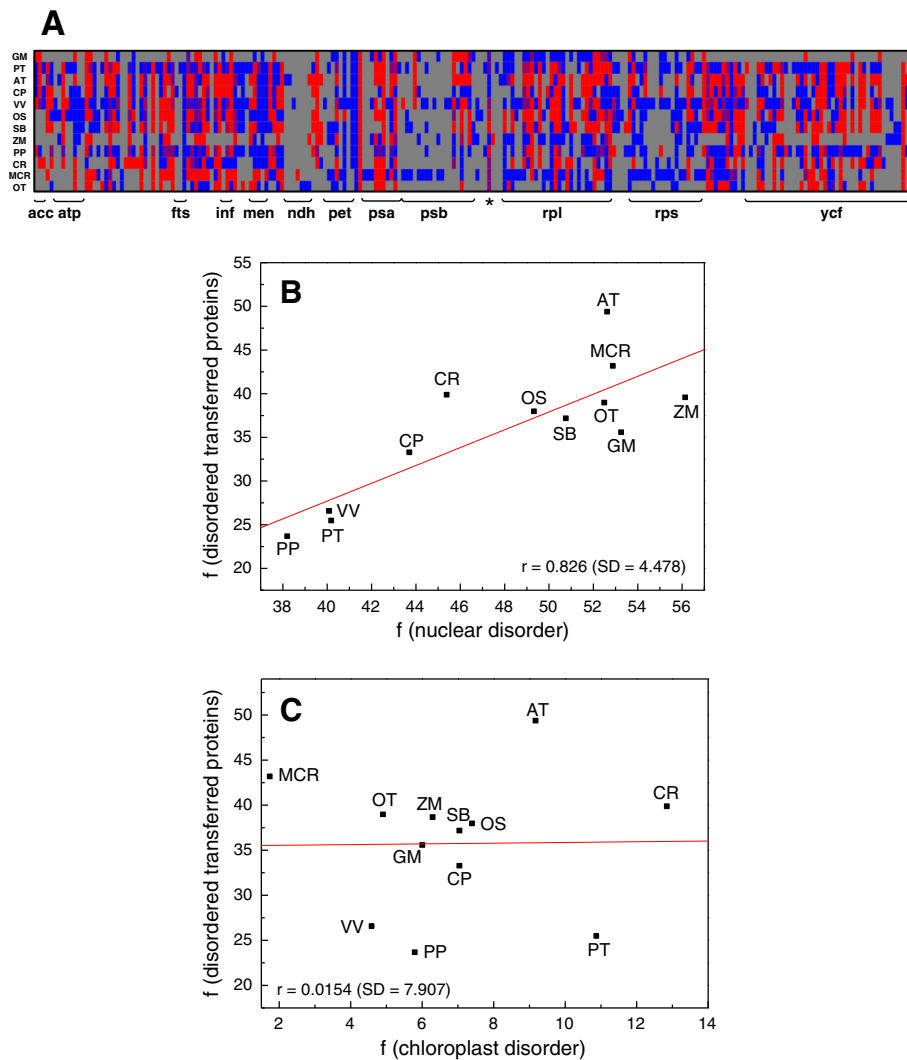 A
GM
PT
AT
CP
VV
OS
SB
ZM
PP
CR
MCR
OT
acc atp fts inf men ndh pet psa psb * rpl rps ycf
B
f (disordered transferred proteins)
55
50
45
40
35
30
25
20
AT
MCR
CR
OS
OT
ZM
SB
GM
CP
VV
PT
PP
r = 0.826 (SD = 4.478)
38 40 42 44 46 48 50 52 54 56
f (nuclear disorder)
C
f (disordered transferred proteins)
50
45
40
35
30
25
20
AT
MCR
CR
OT
ZM
SB
OS
GM
CP
VV
PP
PT
r = 0.0154 (SD = 7.907)
2 4 6 8 10 12 14
f (chloroplast disorder)